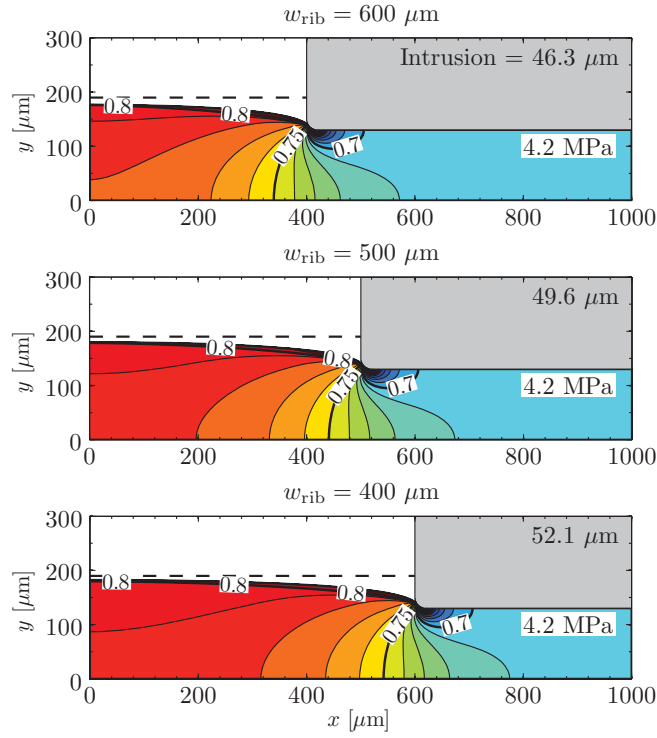 w_rib = 600 μm
300
200
100
0
y [μm]
Intrusion = 46.3 μm
0.8
0.8
0.75
0.7
4.2 MPa
0 200 400 600 800 1000
w_rib = 500 μm
300
200
100
0
y [μm]
49.6 μm
0.8
0.8
0.75
0.7
4.2 MPa
0 200 400 600 800 1000
w_rib = 400 μm
300
200
100
0
y [μm]
52.1 μm
0.8
0.8
0.8
0.75
0.7
4.2 MPa
0 200 400 600 800 1000
x [μm]